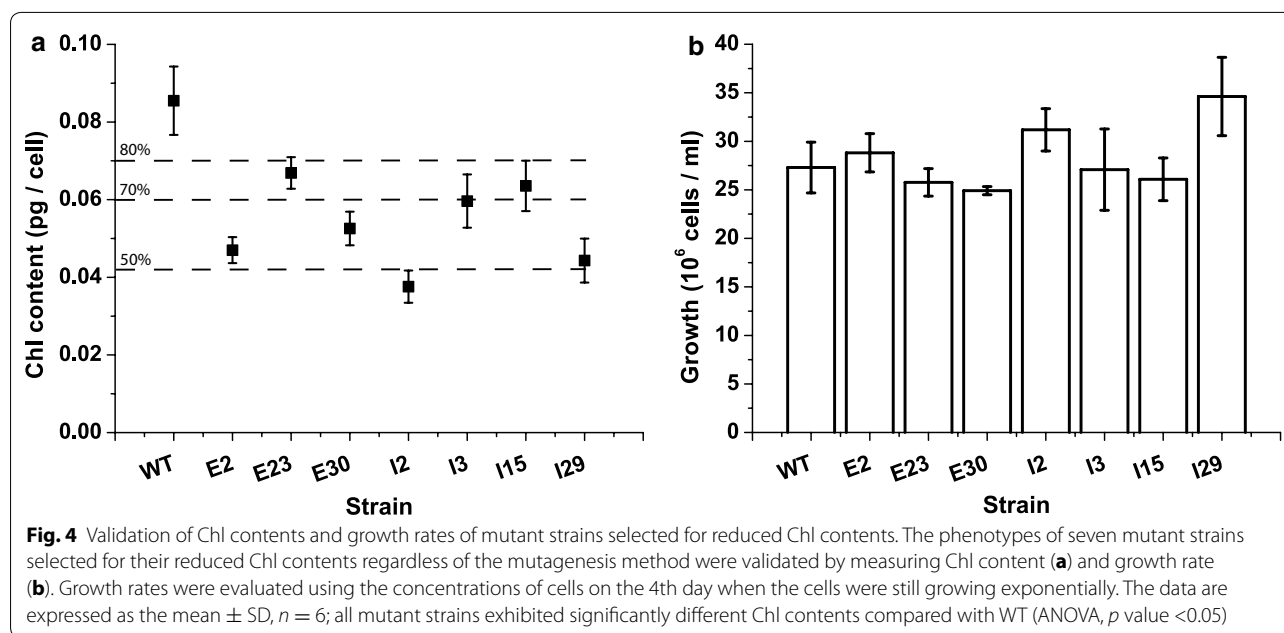 a
0.10
0.08
0.06
0.04
0.02
0.00
Chl content (pg / cell)
80%
70%
50%
WT E2 E23 E30 I2 I3 I15 I29
Strain
b
40
35
30
25
20
15
10
5
0
Growth (10⁶ cells / ml)
WT E2 E23 E30 I2 I3 I15 I29
Strain
Fig. 4 Validation of Chl contents and growth rates of mutant strains selected for reduced Chl contents. The phenotypes of seven mutant strains
selected for their reduced Chl contents regardless of the mutagenesis method were validated by measuring Chl content (a) and growth rate
(b). Growth rates were evaluated using the concentrations of cells on the 4th day when the cells were still growing exponentially. The data are
expressed as the mean ± SD, n = 6; all mutant strains exhibited significantly different Chl contents compared with WT (ANOVA, p value <0.05)